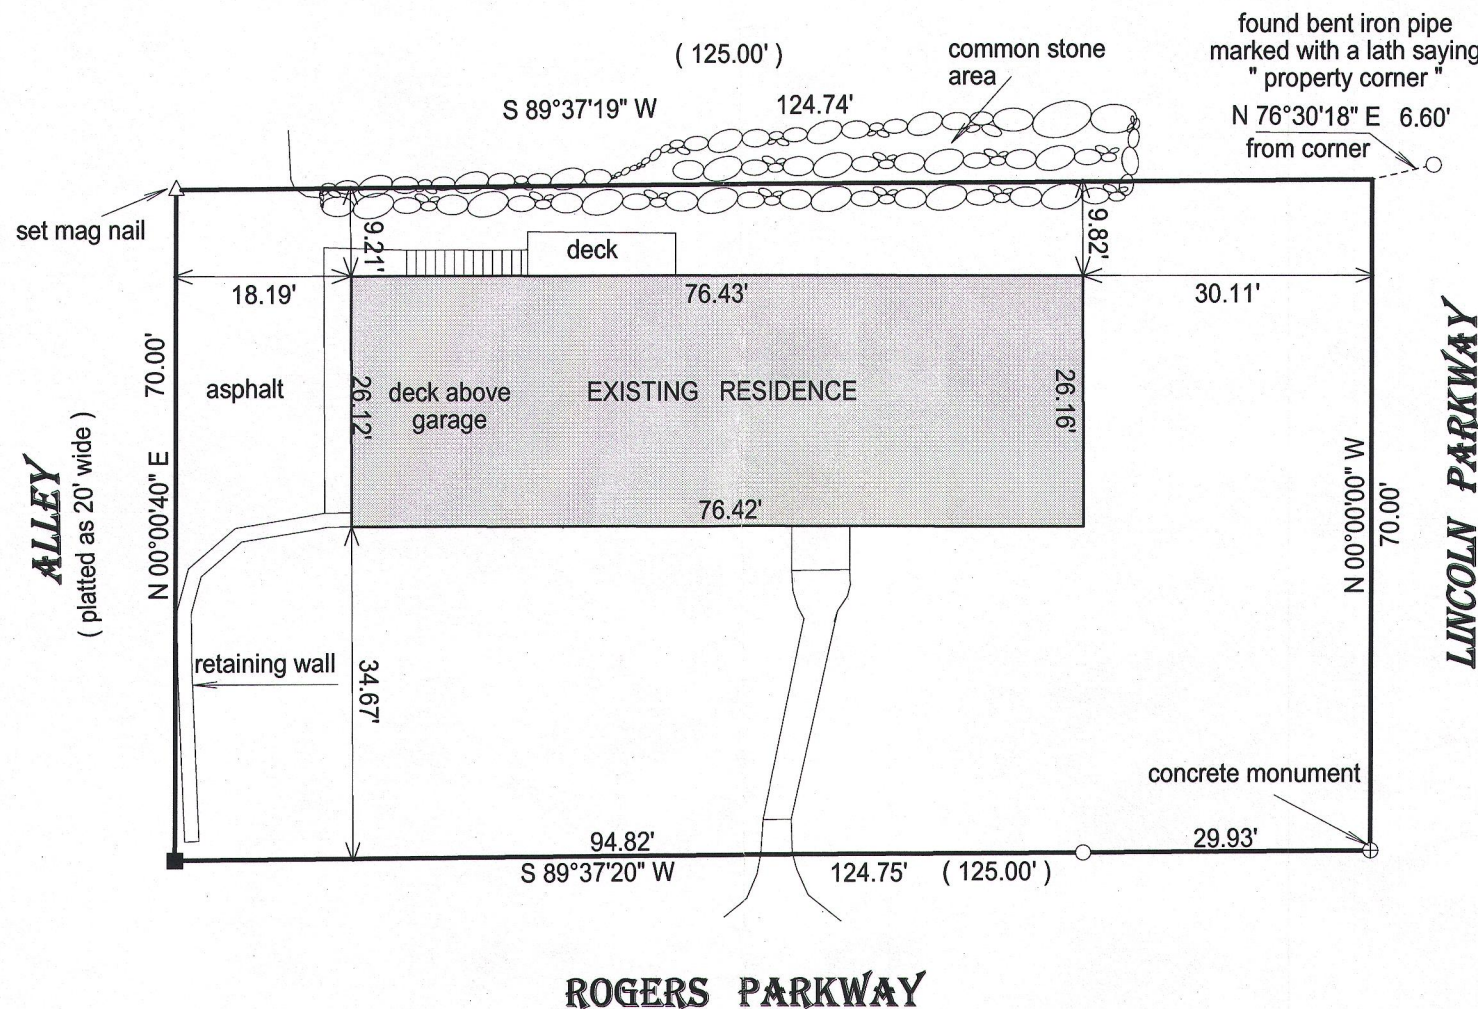 found bent iron pipe
marked with a lath saying
" property corner "
N 76°30'18" E 6.60'
from corner
( 125.00' )
common stone
area
S 89°37'19" W 124.74'
set mag nail
9.21'
deck
9.82'
18.19'
76.43'
30.11'
ALLEY
( platted as 20' wide )
N 00°00'40" E 70.00'
asphalt
26.12'
deck above
garage
EXISTING RESIDENCE
26.16'
76.42'
N 00°00'00.0" W
70.00'
LINCOLN PARKWAY
retaining wall
34.67'
concrete monument
94.82'
29.93'
S 89°37'20" W 124.75' ( 125.00' )
ROGERS PARKWAY